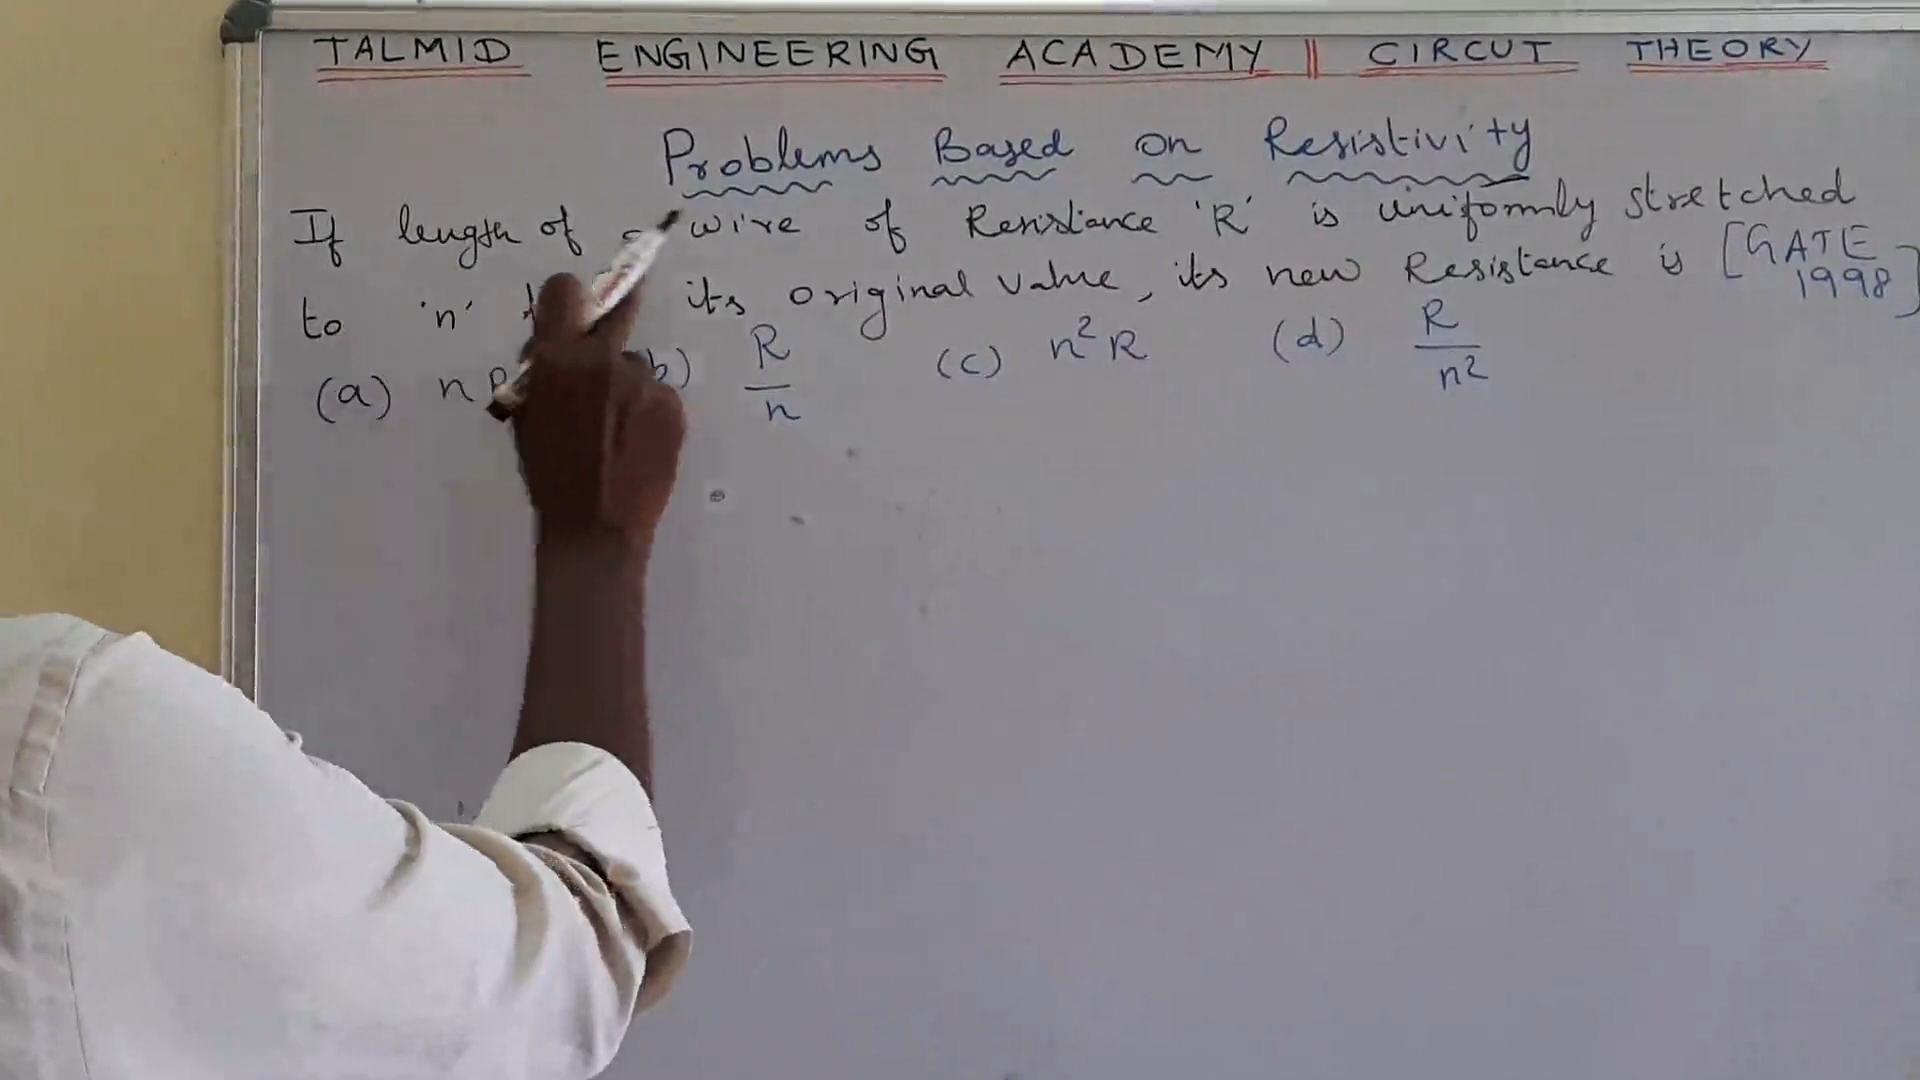 TALMID ENGINEERING ACADEMY || CIRCUT THEORY
Problems Based on Resistivity
If length of a wire of Resistance 'R' is uniformly stretched
to 'n' its original value, its new Resistance is [GATE 1998]
(a) nR (b) R/n (c) n²R (d) R/n²